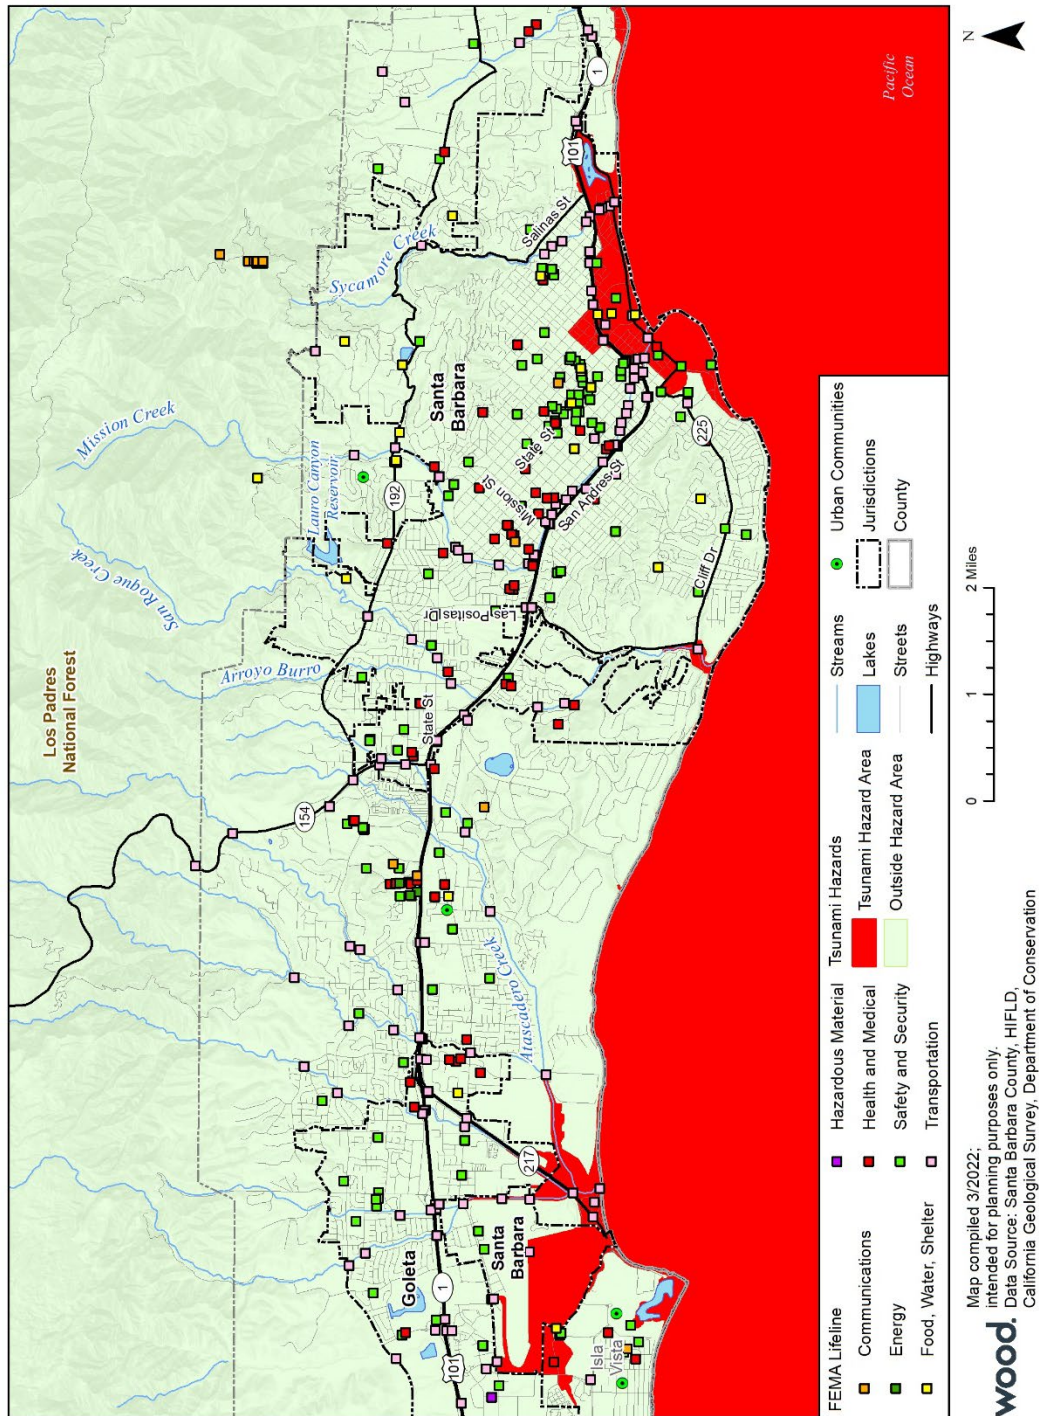 Los Padres
National Forest
Mission Creek
San Roque Creek
Lauro Canyon
Reservoir
Sycamore Creek
Arroyo Burro
Atascadero Creek
Santa
Barbara
Goleta
Santa
Barbara
Isla
Vista
State St
State St
Mission St
San Andres St
Salinas St
Las Positas Dr
Cliff Dr
154
192
225
217
101
1
1
101
Pacific
Ocean
N
FEMA Lifeline
Communications
Energy
Food, Water, Shelter
Hazardous Material
Health and Medical
Safety and Security
Transportation
Tsunami Hazards
Tsunami Hazard Area
Outside Hazard Area
Streams
Lakes
Streets
Highways
Urban Communities
Jurisdictions
County
0 1 2 Miles
wood.
Map compiled 3/2022;
intended for planning purposes only.
Data Source: Santa Barbara County, HIFLD,
California Geological Survey, Department of Conservation